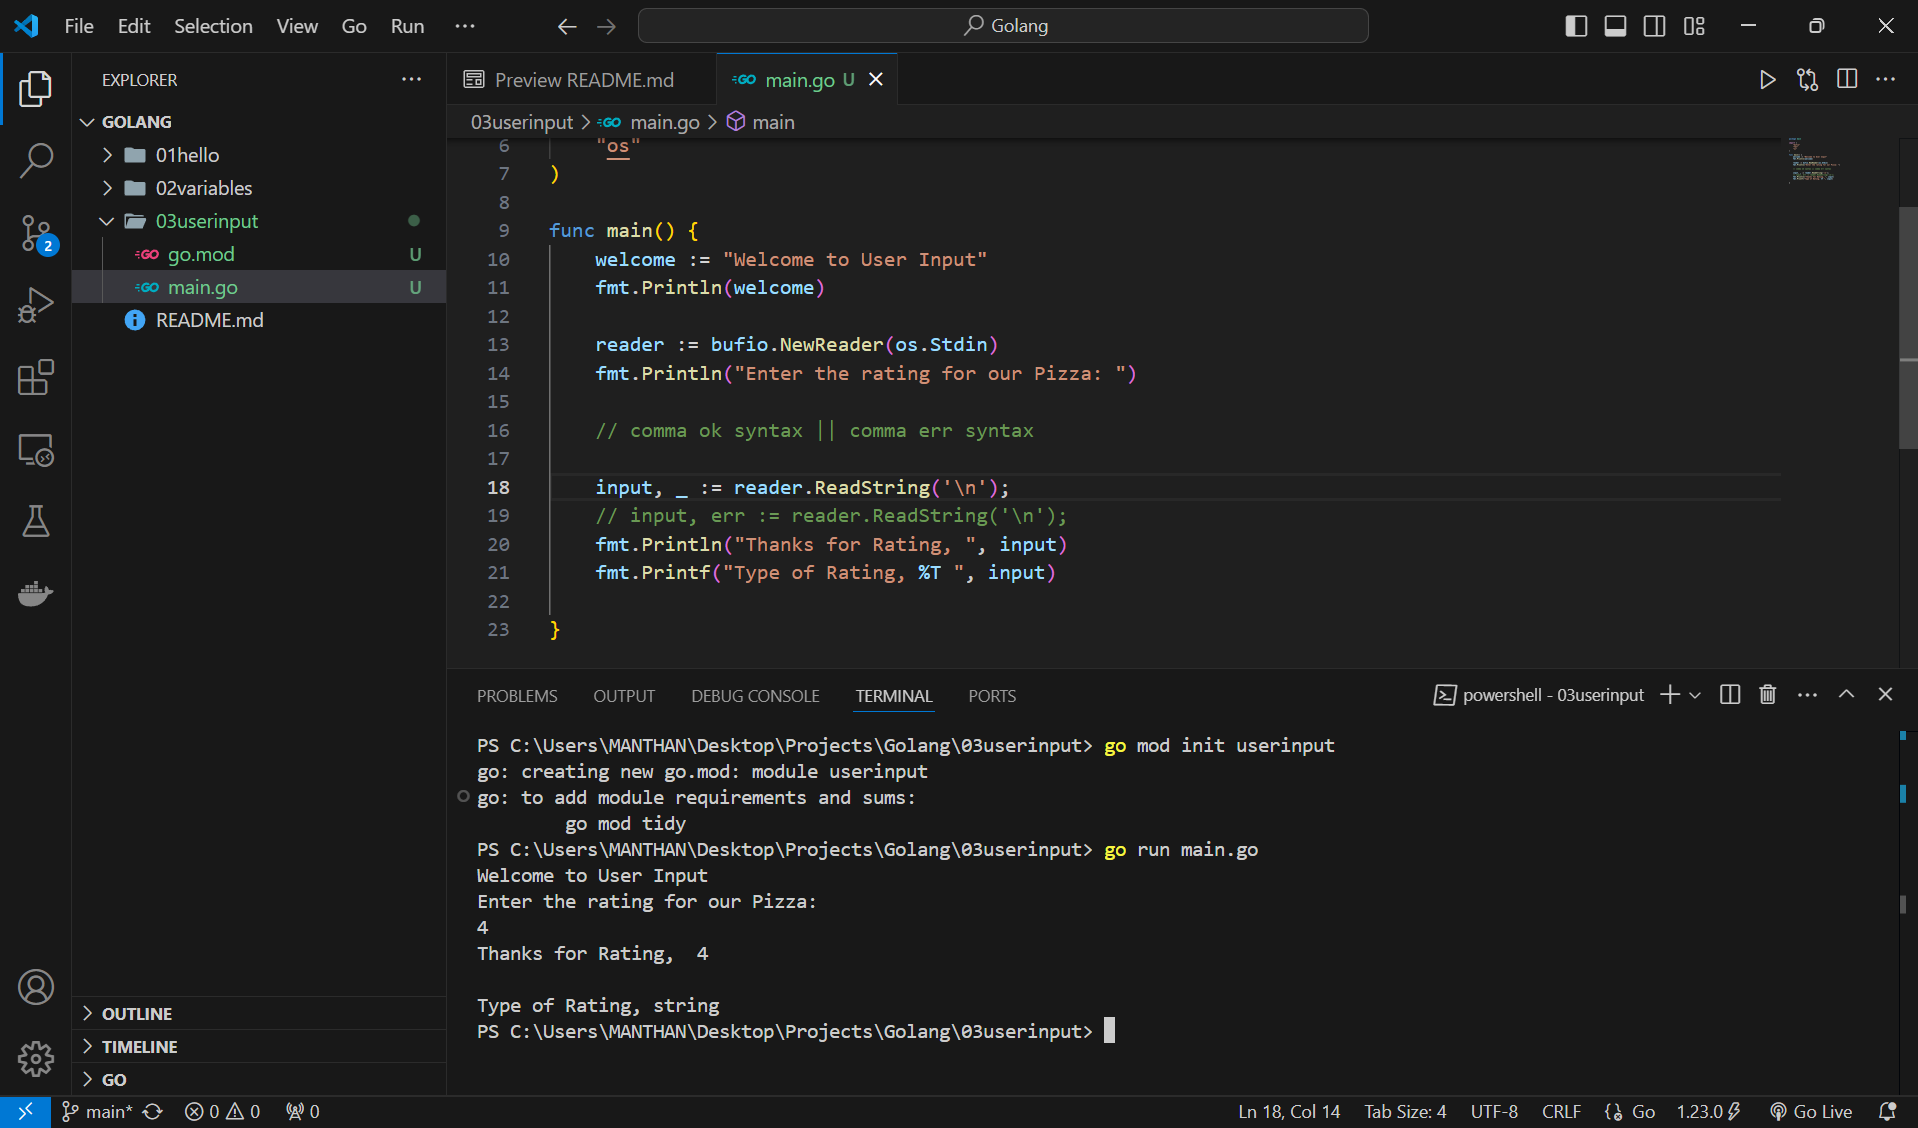 File Edit Selection View Go Run ···
Golang
EXPLORER ···
GOLANG
01hello
02variables
03userinput
GO go.mod U
GO main.go U
README.md
2
OUTLINE
TIMELINE
GO
Preview README.md
GO main.go U
03userinput > GO main.go > main
6 "os"
7 )
8
9 func main() {
10 welcome := "Welcome to User Input"
11 fmt.Println(welcome)
12
13 reader := bufio.NewReader(os.Stdin)
14 fmt.Println("Enter the rating for our Pizza: ")
15
16 // comma ok syntax || comma err syntax
17
18 input, _ := reader.ReadString('\n');
19 // input, err := reader.ReadString('\n');
20 fmt.Println("Thanks for Rating, ", input)
21 fmt.Printf("Type of Rating, %T ", input)
22
23 }
PROBLEMS OUTPUT DEBUG CONSOLE TERMINAL PORTS
powershell - 03userinput
PS C:\Users\MANTHAN\Desktop\Projects\Golang\03userinput> go mod init userinput
go: creating new go.mod: module userinput
go: to add module requirements and sums:
go mod tidy
PS C:\Users\MANTHAN\Desktop\Projects\Golang\03userinput> go run main.go
Welcome to User Input
Enter the rating for our Pizza:
4
Thanks for Rating,  4
Type of Rating, string
PS C:\Users\MANTHAN\Desktop\Projects\Golang\03userinput>
main* 0 0 0
Ln 18, Col 14 Tab Size: 4 UTF-8 CRLF Go 1.23.0 Go Live